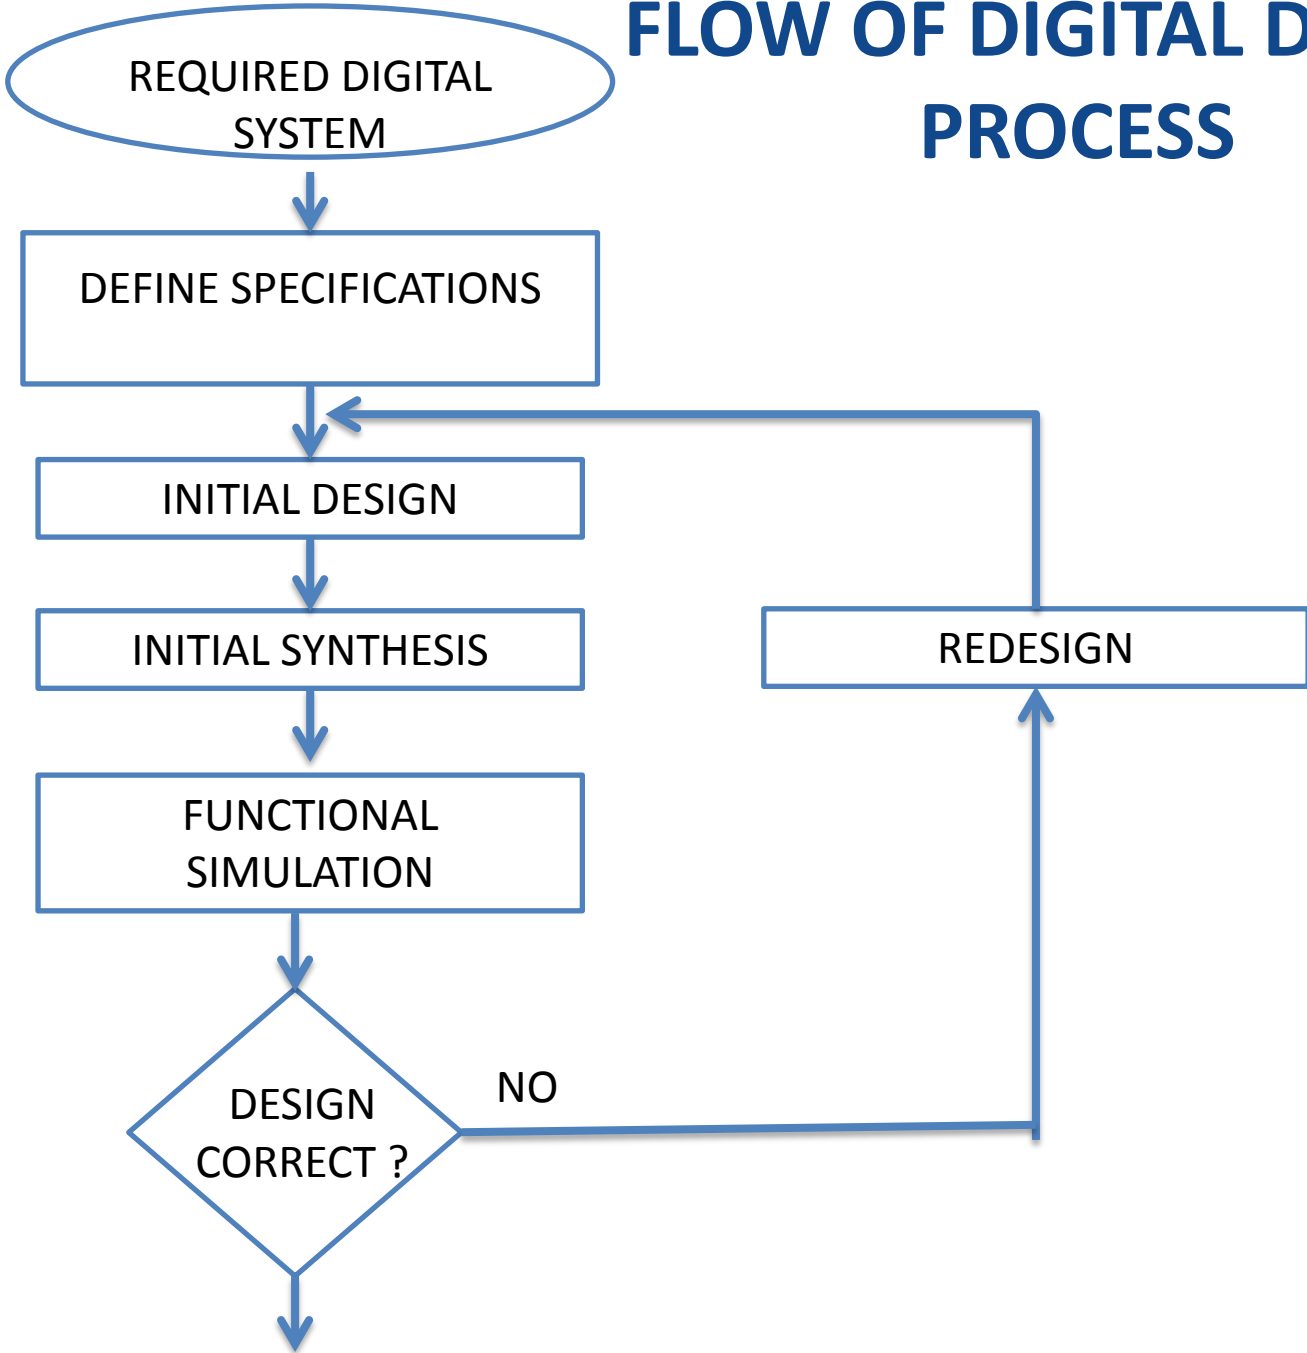 FLOW OF DIGITAL D
PROCESS
REQUIRED DIGITAL
SYSTEM
DEFINE SPECIFICATIONS
INITIAL DESIGN
INITIAL SYNTHESIS
REDESIGN
FUNCTIONAL
SIMULATION
NO
DESIGN
CORRECT ?